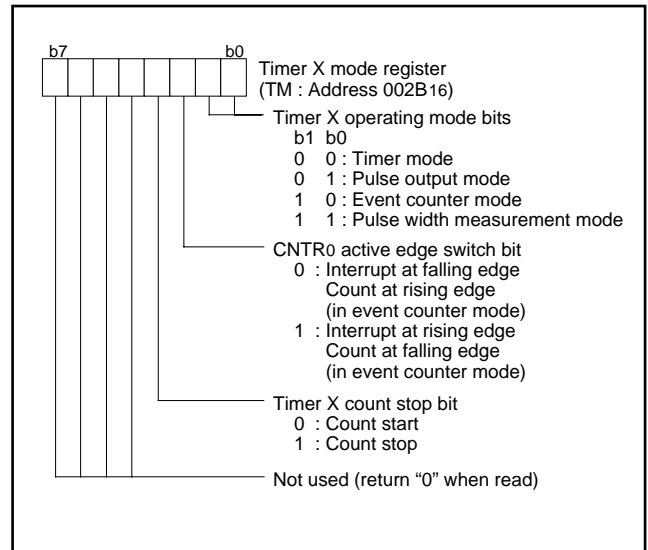 b7 b0
Timer X mode register
(TM : Address 002B16)
Timer X operating mode bits
b1 b0
0 0 : Timer mode
0 1 : Pulse output mode
1 0 : Event counter mode
1 1 : Pulse width measurement mode
CNTR0 active edge switch bit
0 : Interrupt at falling edge
Count at rising edge
(in event counter mode)
1 : Interrupt at rising edge
Count at falling edge
(in event counter mode)
Timer X count stop bit
0 : Count start
1 : Count stop
Not used (return “0” when read)